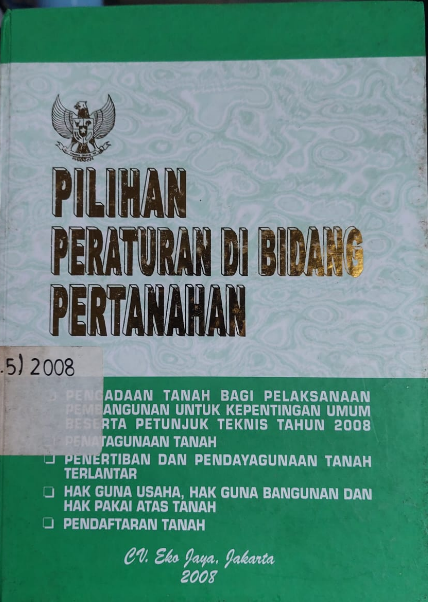 PILIHAN
PERATURAN DI BIDANG
PERTANAHAN
.5) 2008
PENGADAAN TANAH BAGI PELAKSANAAN
PEMBANGUNAN UNTUK KEPENTINGAN UMUM
BESERTA PETUNJUK TEKNIS TAHUN 2008
PENATAGUNAAN TANAH
PENERTIBAN DAN PENDAYAGUNAAN TANAH
TERLANTAR
HAK GUNA USAHA, HAK GUNA BANGUNAN DAN
HAK PAKAI ATAS TANAH
PENDAFTARAN TANAH
CV. Eko Jaya, Jakarta
2008